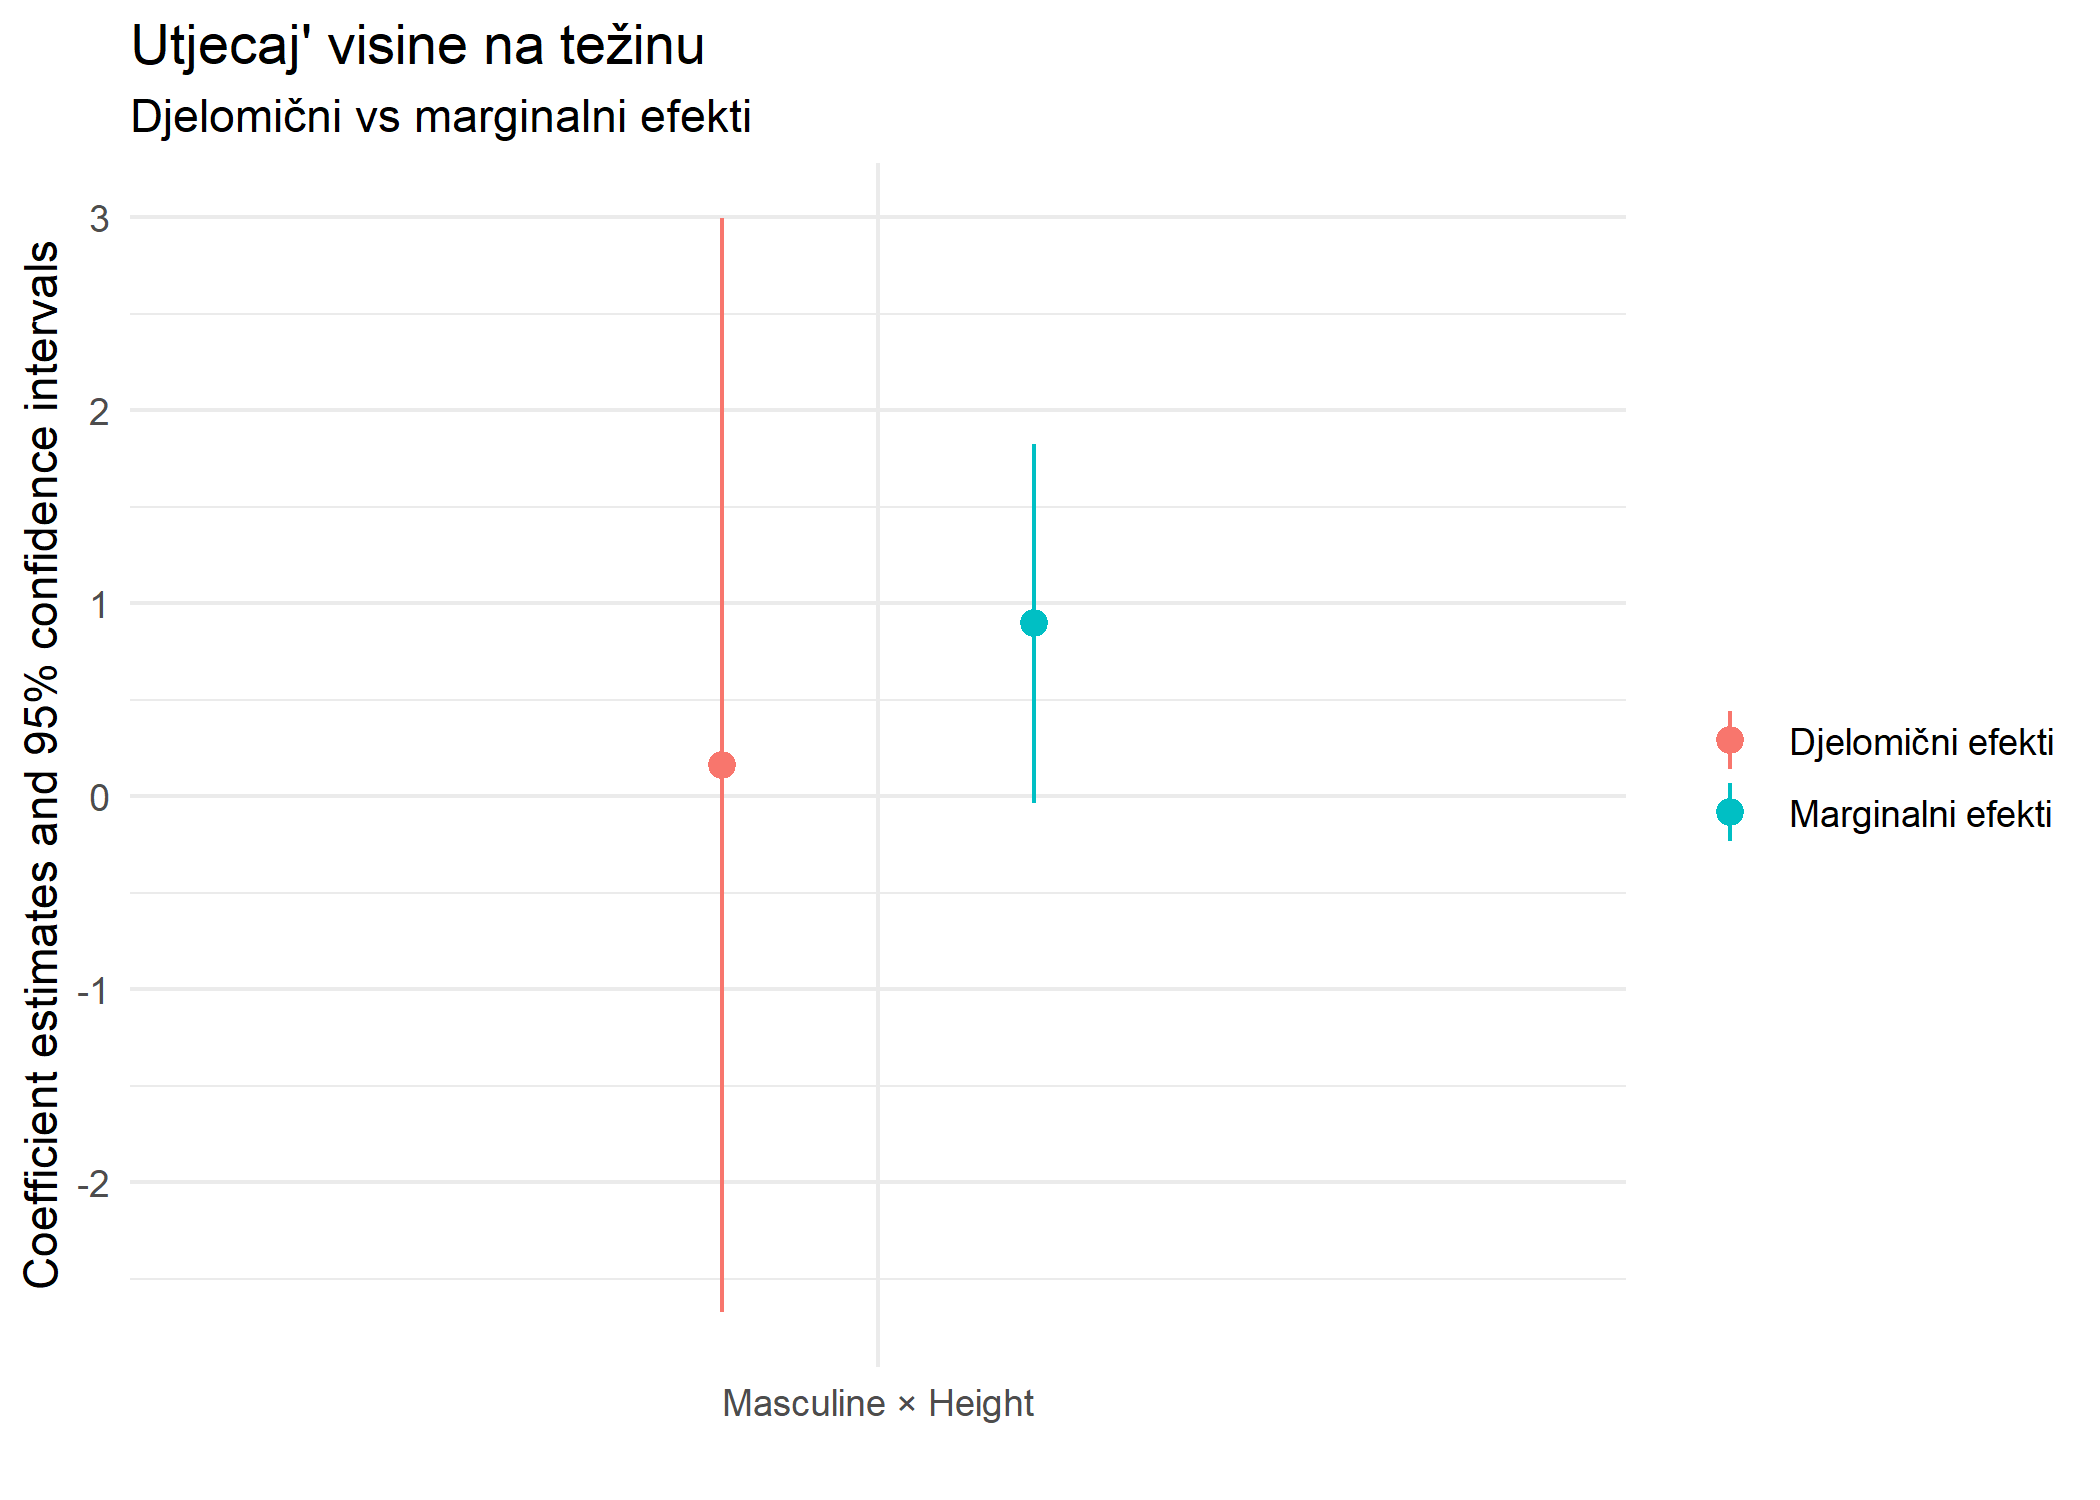 Utjecaj' visine na težinu
Djelomični vs marginalni efekti
Coefficient estimates and 95% confidence intervals
3
2
1
0
-1
-2
Masculine × Height
Djelomični efekti
Marginalni efekti